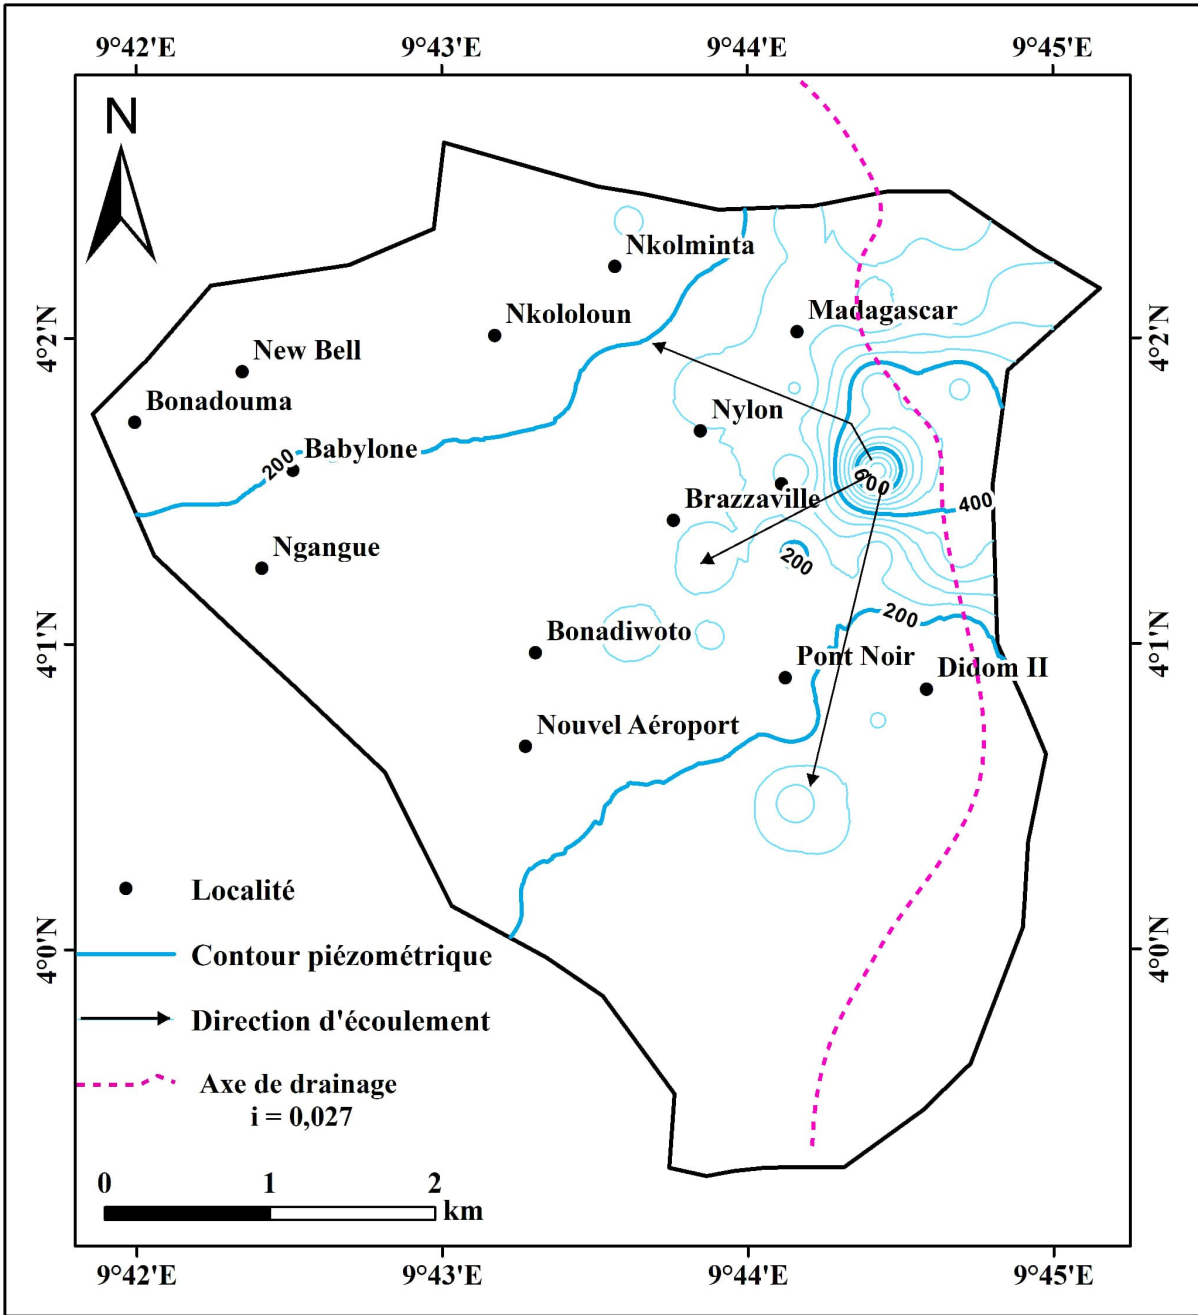 9°42'E 9°43'E 9°44'E 9°45'E
N
Nkolminta
Nkololoun
Madagascar
4°2'N 4°2'N
New Bell
Bonadouma
Nylon
Babylone
200
600
Brazzaville
400
Ngangue
200
200
Bonadiwoto
4°1'N 4°1'N
Pont Noir
Didom II
Nouvel Aéroport
Localité
4°0'N 4°0'N
Contour piézométrique
Direction d'écoulement
Axe de drainage
i = 0,027
0 1 2
km
9°42'E 9°43'E 9°44'E 9°45'E